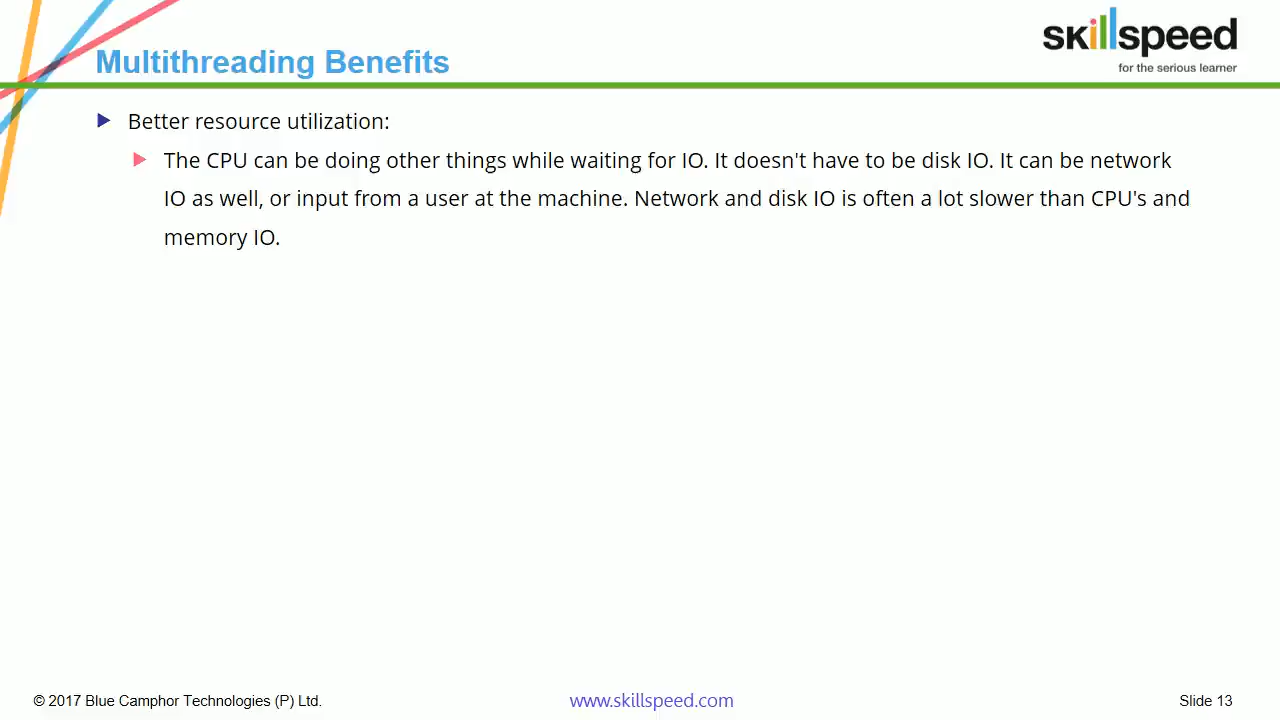 skillspeed
for the serious learner
Multithreading Benefits
Better resource utilization:
The CPU can be doing other things while waiting for IO. It doesn't have to be disk IO. It can be network
IO as well, or input from a user at the machine. Network and disk IO is often a lot slower than CPU's and
memory IO.
© 2017 Blue Camphor Technologies (P) Ltd.
www.skillspeed.com
Slide 13